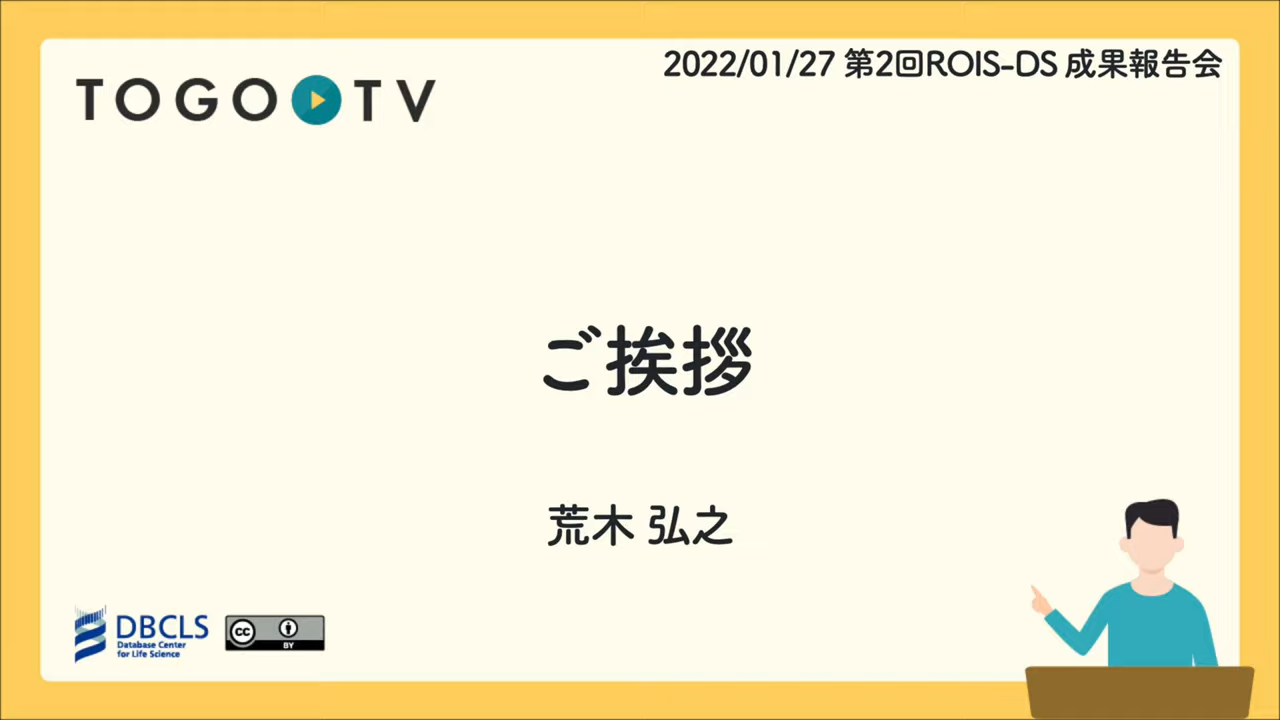 2022/01/27 第2回ROIS-DS 成果報告会
TOGO TV
ご挨拶
荒木 弘之
DBCLS
Database Center
for Life Science
cc
BY